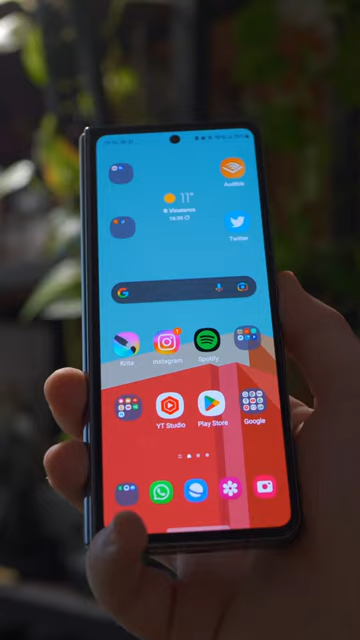 Audible
11°
Twitter
Krita
Instagram
Spotify
YT Studio
Play Store
Google